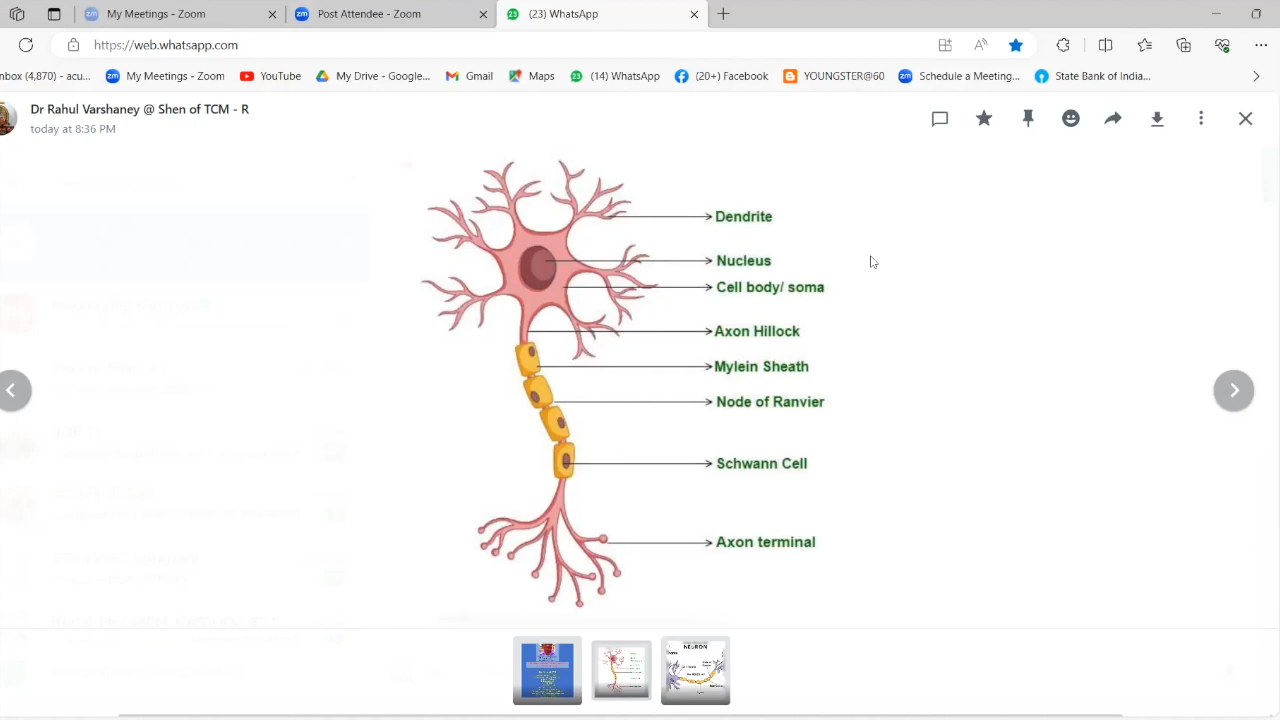 My Meetings - Zoom
Post Attendee - Zoom
(23) WhatsApp
https://web.whatsapp.com
nbox (4,870) - acu...
My Meetings - Zoom
YouTube
My Drive - Google...
Gmail
Maps
(14) WhatsApp
(20+) Facebook
YOUNGSTER@60
Schedule a Meeting...
State Bank of India...
Dr Rahul Varshaney @ Shen of TCM - R
today at 8:36 PM
Dendrite
Nucleus
Cell body/ soma
Axon Hillock
Mylein Sheath
Node of Ranvier
Schwann Cell
Axon terminal
NEURON